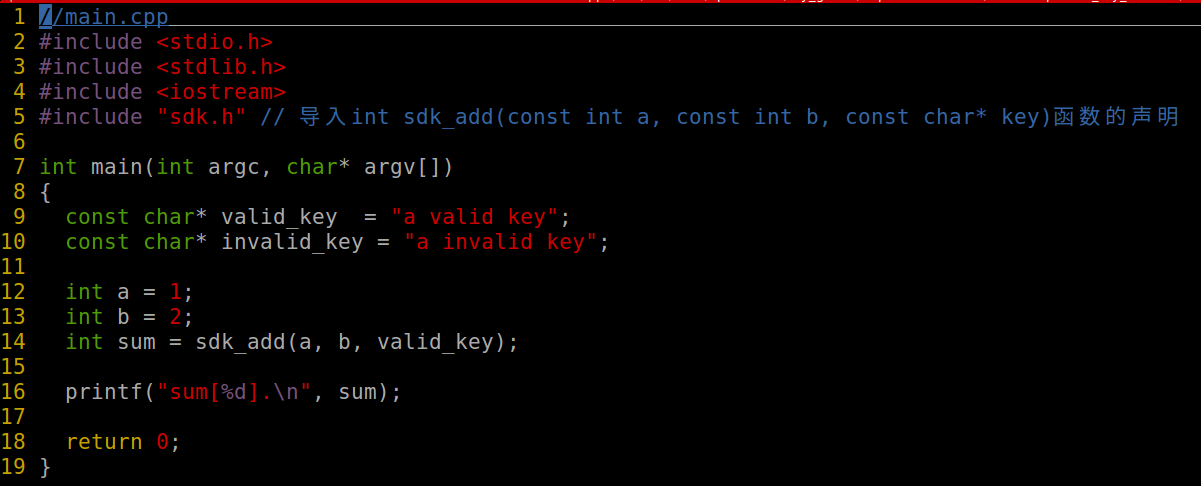 1 //main.cpp
2 #include <stdio.h>
3 #include <stdlib.h>
4 #include <iostream>
5 #include "sdk.h" // 导入int sdk_add(const int a, const int b, const char* key)函数的声明
6
7 int main(int argc, char* argv[])
8 {
9   const char* valid_key  = "a valid key";
10   const char* invalid_key = "a invalid key";
11
12   int a = 1;
13   int b = 2;
14   int sum = sdk_add(a, b, valid_key);
15
16   printf("sum[%d].\n", sum);
17
18   return 0;
19 }